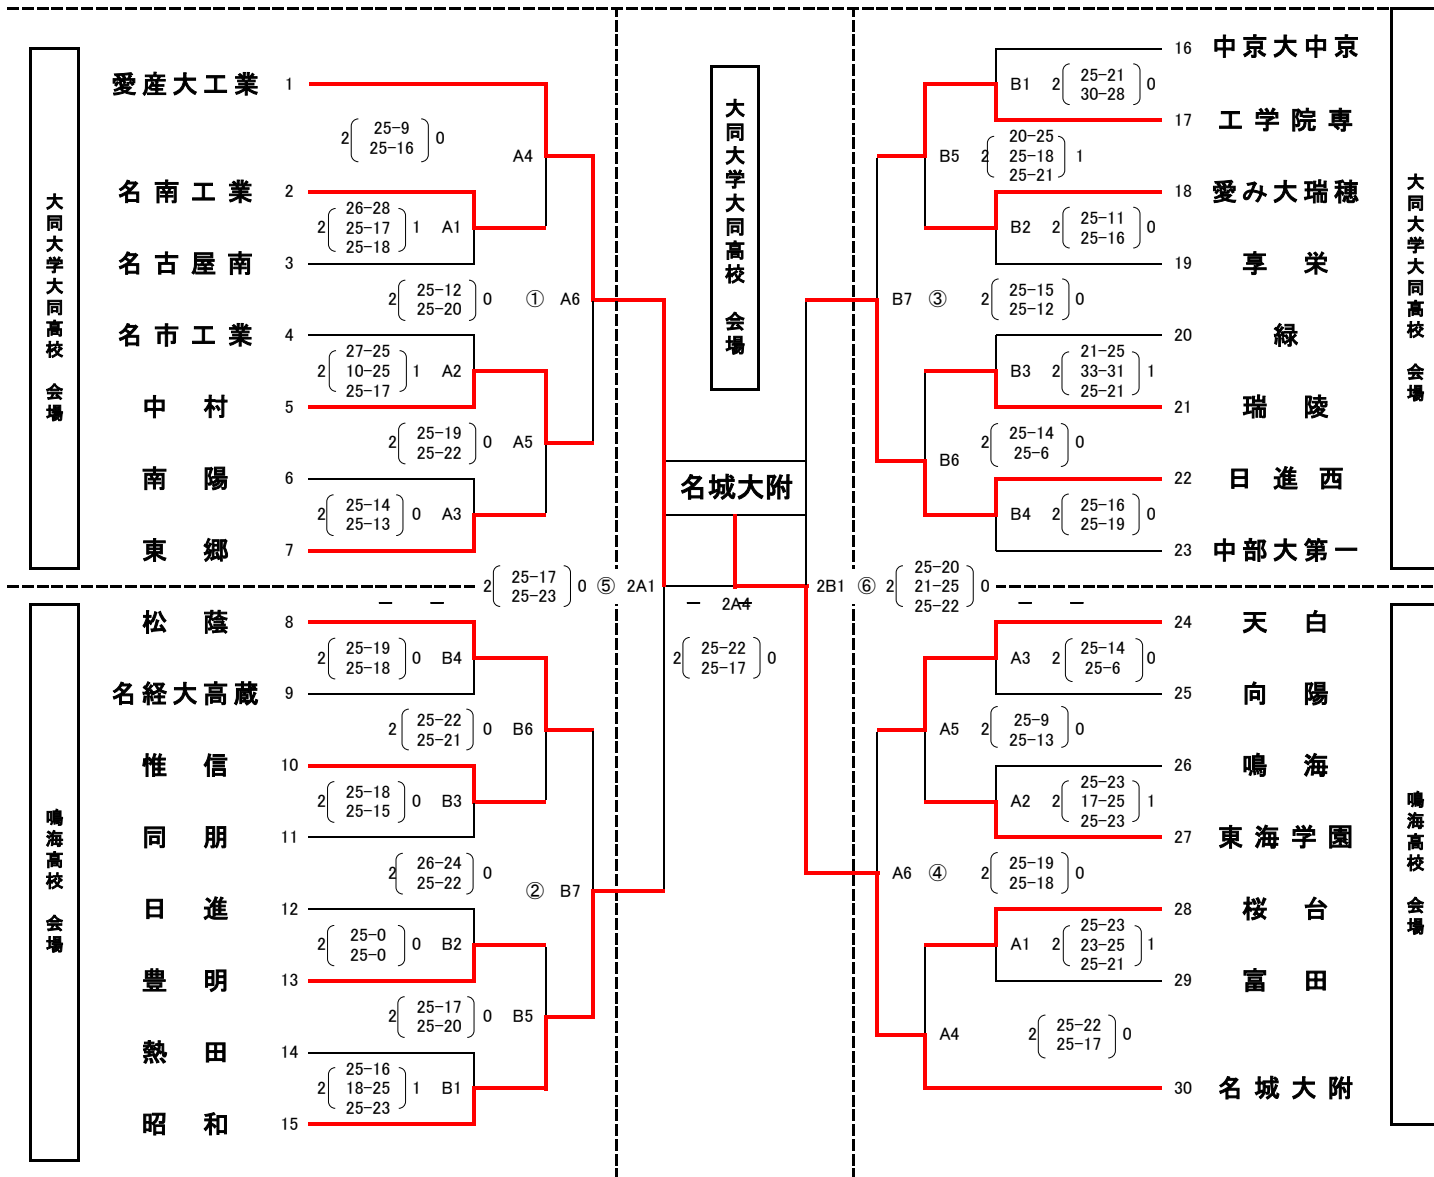 大同大学大同高校 会場
愛産大工業 1
2 25-9 0
25-16
A4
名南工業 2
26-28
2 25-17 1 A1
25-18
名古屋南 3
2 25-12 0 ① A6
25-20
名市工業 4
27-25
2 10-25 1 A2
25-17
中村 5
2 25-19 0 A5
25-22
南陽 6
2 25-14 0 A3
25-13
東郷 7
鳴海高校 会場
松蔭 8
2 25-19 0 B4
25-18
名経大高蔵 9
2 25-22 0 B6
25-21
惟信 10
2 25-18 0 B3
25-15
同朋 11
2 26-24 0 ② B7
25-22
日進 12
2 25-0 0 B2
25-0
豊明 13
2 25-17 0 B5
25-20
熱田 14
25-16
2 18-25 1 B1
25-23
昭和 15
大同大学大同高校 会場
名城大附
2 25-17 0 ⑤ 2A1
25-23
— —
— 2A4 —
2 25-22 0
25-17
25-20
2B1 ⑥ 2 21-25 0
25-22
— —
大同大学大同高校 会場
16 中京大中京
B1 2 25-21 0
30-28
17 工学院専
20-25
B5 2 25-18 1
25-21
18 愛み大瑞穂
B2 2 25-11 0
25-16
19 享栄
B7 ③ 2 25-15 0
25-12
20 緑
21-25
B3 2 33-31 1
25-21
21 瑞陵
B6 2 25-14 0
25-6
22 日進西
B4 2 25-16 0
25-19
23 中部大第一
鳴海高校 会場
24 天白
A3 2 25-14 0
25-6
25 向陽
A5 2 25-9 0
25-13
26 鳴海
25-23
A2 2 17-25 1
25-23
27 東海学園
A6 ④ 2 25-19 0
25-18
28 桜台
25-23
A1 2 23-25 1
25-21
29 富田
A4 2 25-22 0
25-17
30 名城大附